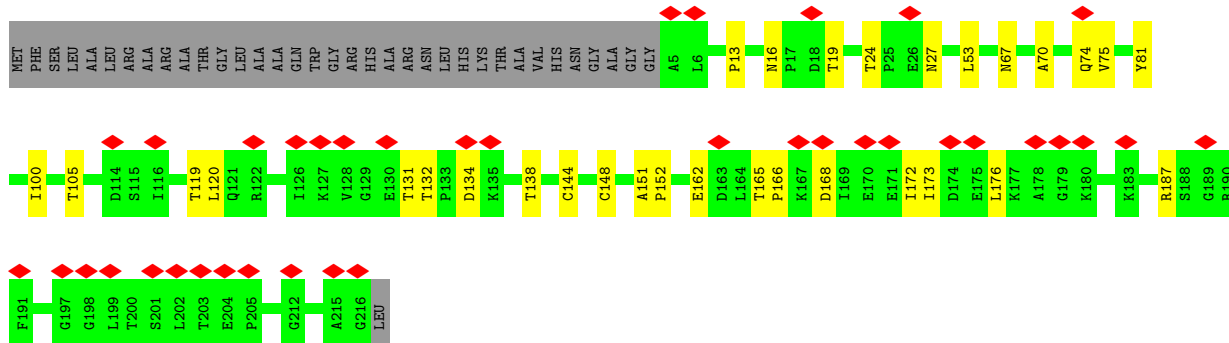 MET PHE SER LEU ALA LEU ARG ALA ARG ALA THR GLY LEU ALA ALA GLN TRP GLY ARG HIS ALA ARG ASN LEU HIS LYS THR ALA VAL HIS ASN GLY ALA GLY GLY A5 L6 P13 N16 P17 D18 T19 T24 P25 E26 N27 L53 N67 A70 Q74 V75 Y81
I100 T105 D114 S115 I116 T119 L120 Q121 R122 I126 K127 V128 G129 E130 T131 T132 P133 D134 K135 T138 C144 C148 A151 P152 E162 D163 L164 T165 P166 K167 D168 I169 E170 E171 I172 I173 D174 E175 L176 K177 A178 G179 K180 K183 R187 S188 G189 R190
F191 G197 G198 L199 T200 S201 L202 T203 E204 P205 G212 A215 G216 LEU